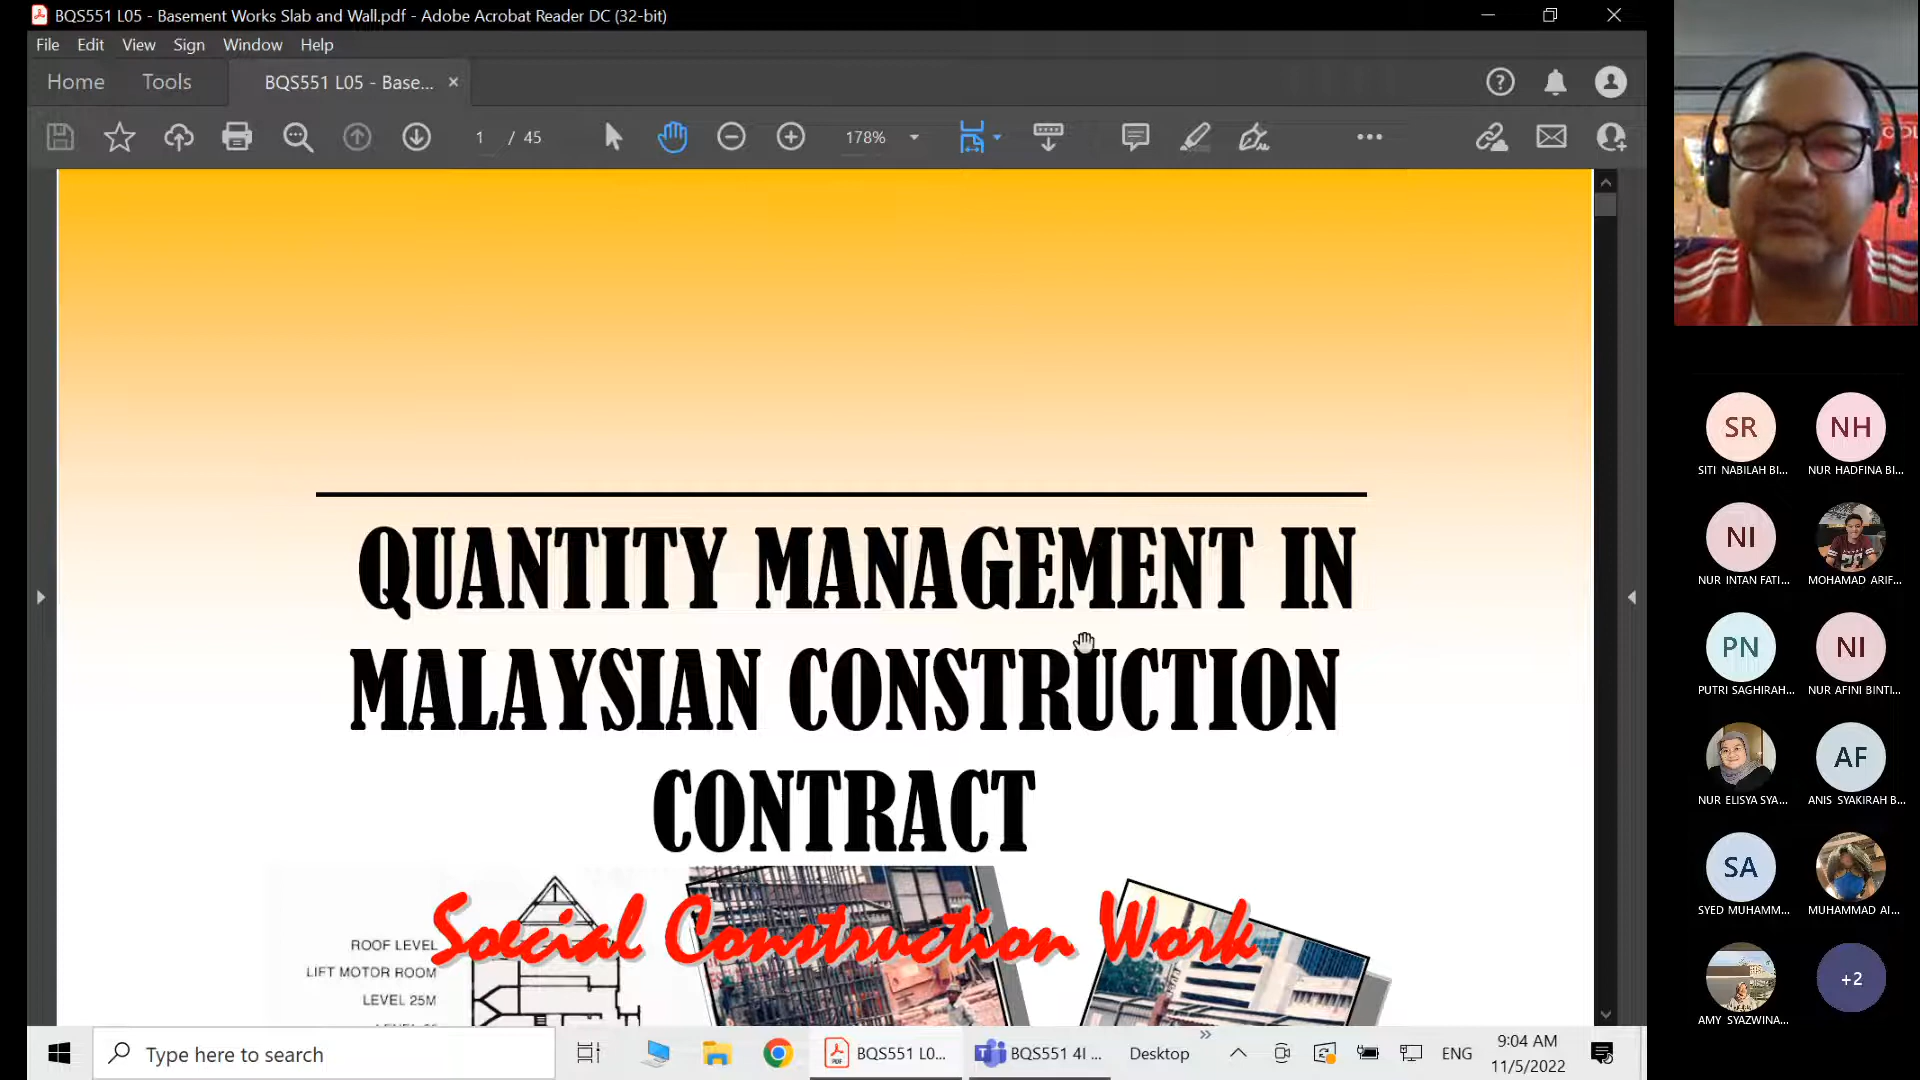 BQS551 L05 - Basement Works Slab and Wall.pdf - Adobe Acrobat Reader DC (32-bit)
File Edit View Sign Window Help
Home Tools BQS551 L05 - Base... ×
1 / 45 178%
QUANTITY MANAGEMENT IN
MALAYSIAN CONSTRUCTION
CONTRACT
Special Construction Work
ROOF LEVEL
LIFT MOTOR ROOM
LEVEL 25M
SR NH
SITI NABILAH BI... NUR HADFINA BI...
NI
NUR INTAN FATI... MOHAMAD ARIF...
PN NI
PUTRI SAGHIRAH... NUR AFINI BINTI...
AF
NUR ELISYA SYA... ANIS SYAKIRAH B...
SA
SYED MUHAMM... MUHAMMAD AI...
+2
AMY SYAZWINA...
Type here to search BQS551 L0... BQS551 4I ... Desktop ENG 9:04 AM
11/5/2022